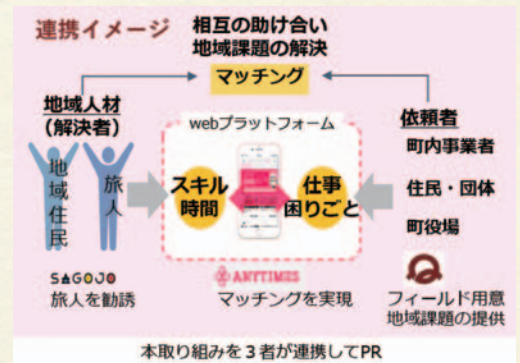 連携イメージ
相互の助け合い
地域課題の解決
マッチング
地域人材
(解決者)
地域住民
旅人
webプラットフォーム
スキル
時間
仕事
困りごと
依頼者
町内事業者
住民・団体
町役場
SAGOJO
旅人を勧誘
ANYTIMES
マッチングを実現
フィールド用意
地域課題の提供
本取り組みを3者が連携してPR